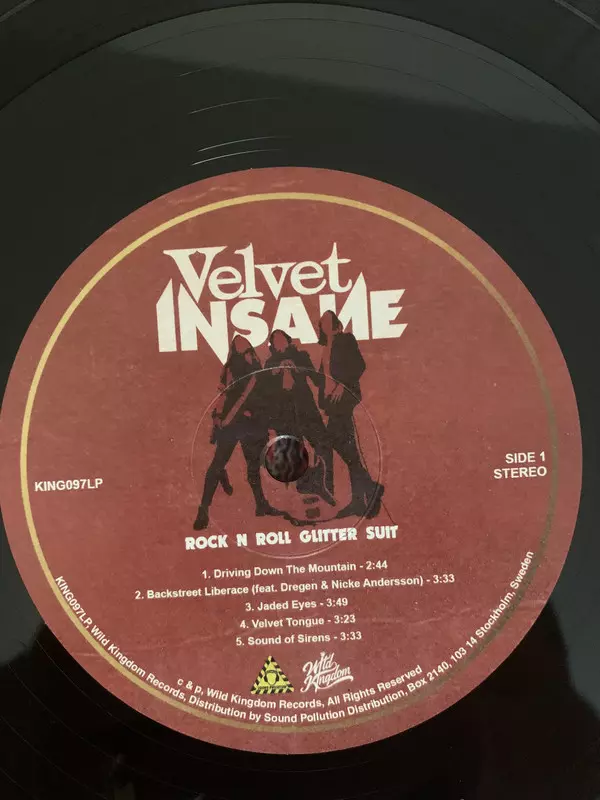 Velvet
INSANE
KING097LP
SIDE 1
STEREO
ROCK N ROLL GLITTER SUIT
1. Driving Down The Mountain - 2:44
2. Backstreet Liberace (feat. Dregen & Nicke Andersson) - 3:33
3. Jaded Eyes - 3:49
4. Velvet Tongue - 3:23
5. Sound of Sirens - 3:33
Wild
Kingdom
c & p, Wild Kingdom Records, All Rights Reserved
KING097LP, Wild Kingdom Records, Distribution by Sound Pollution Distribution, Box 2140, 103 14 Stockholm, Sweden